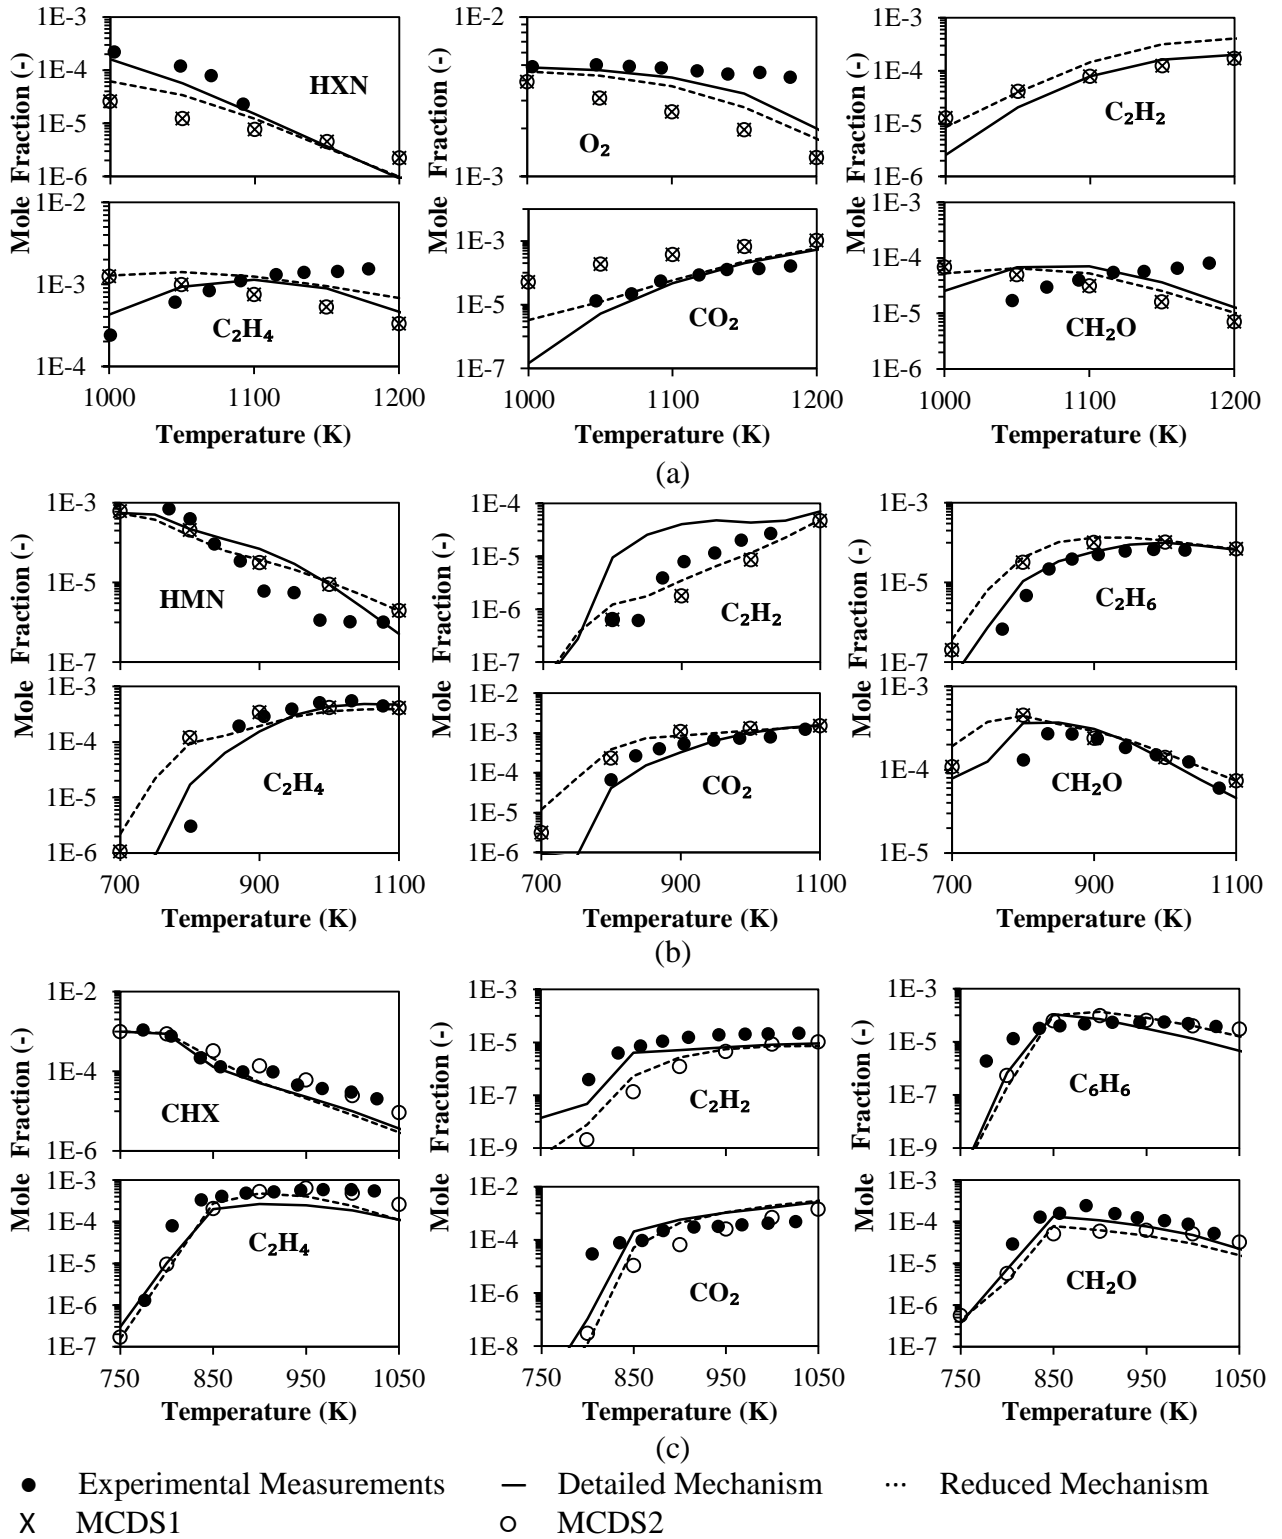 Mole Fraction (-)
1E-3
1E-4
1E-5
1E-6
HXN
1E-2
1E-3
O₂
1E-3
1E-4
1E-5
1E-6
C₂H₂
1E-2
1E-3
1E-4
C₂H₄
1000
1100
1200
Temperature (K)
1E-3
1E-5
1E-7
CO₂
1000
1100
1200
Temperature (K)
Mole Fraction (-)
1E-3
1E-4
1E-5
1E-6
CH₂O
1000
1100
1200
Temperature (K)
(a)
Mole Fraction (-)
1E-3
1E-5
1E-7
HMN
1E-4
1E-5
1E-6
1E-7
C₂H₂
Mole Fraction (-)
1E-3
1E-5
1E-7
C₂H₆
1E-3
1E-4
1E-5
1E-6
C₂H₄
700
900
1100
Temperature (K)
1E-2
1E-3
1E-4
1E-5
1E-6
CO₂
700
900
1100
Temperature (K)
1E-3
1E-4
1E-5
CH₂O
700
900
1100
Temperature (K)
(b)
Mole Fraction (-)
1E-2
1E-4
1E-6
CHX
1E-3
1E-5
1E-7
1E-9
C₂H₂
Mole Fraction (-)
1E-3
1E-5
1E-7
1E-9
C₆H₆
1E-3
1E-4
1E-5
1E-6
1E-7
C₂H₄
750
850
950
1050
Temperature (K)
1E-2
1E-4
1E-6
1E-8
CO₂
750
850
950
1050
Temperature (K)
1E-3
1E-4
1E-5
1E-6
1E-7
CH₂O
750
850
950
1050
Temperature (K)
(c)
Experimental Measurements
Detailed Mechanism
Reduced Mechanism
MCDS1
MCDS2